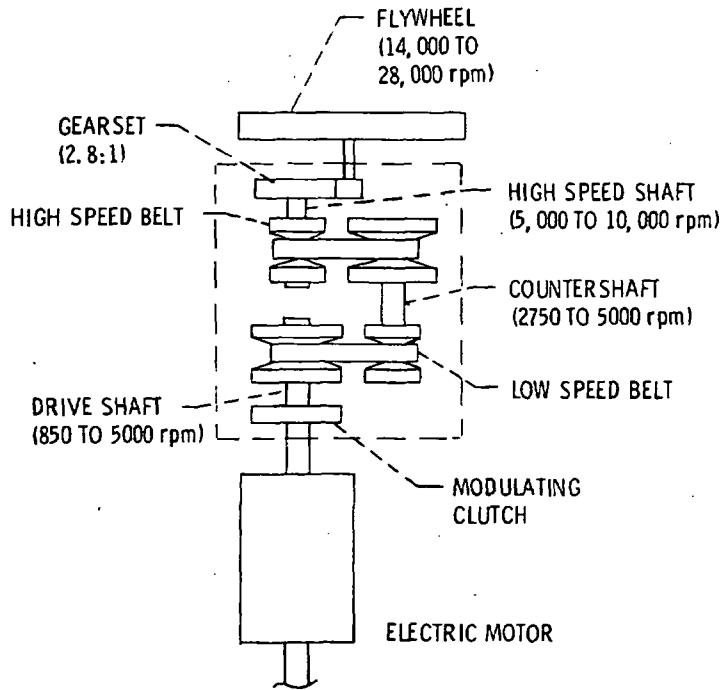 FLYWHEEL
(14,000 TO
28,000 rpm)
GEARSET
(2.8:1)
HIGH SPEED SHAFT
(5,000 TO 10,000 rpm)
HIGH SPEED BELT
COUNTERSHAFT
(2750 TO 5000 rpm)
LOW SPEED BELT
DRIVE SHAFT
(850 TO 5000 rpm)
MODULATING
CLUTCH
ELECTRIC MOTOR